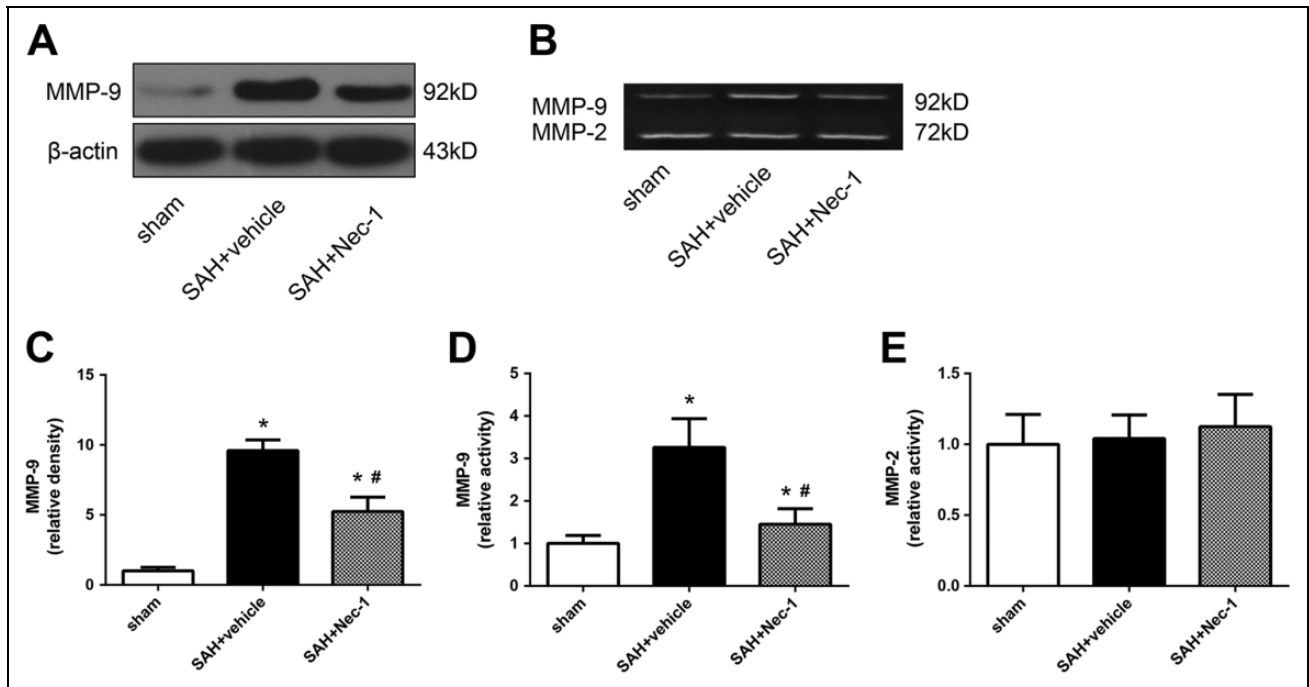 A
MMP-9
92kD
β-actin
43kD
sham
SAH+vehicle
SAH+Nec-1
B
MMP-9
92kD
MMP-2
72kD
sham
SAH+vehicle
SAH+Nec-1
C
MMP-9
(relative density)
15
10
5
0
*
* #
sham
SAH+vehicle
SAH+Nec-1
D
MMP-9
(relative activity)
5
4
3
2
1
0
*
* #
sham
SAH+vehicle
SAH+Nec-1
E
MMP-2
(relative activity)
1.5
1.0
0.5
0.0
sham
SAH+vehicle
SAH+Nec-1